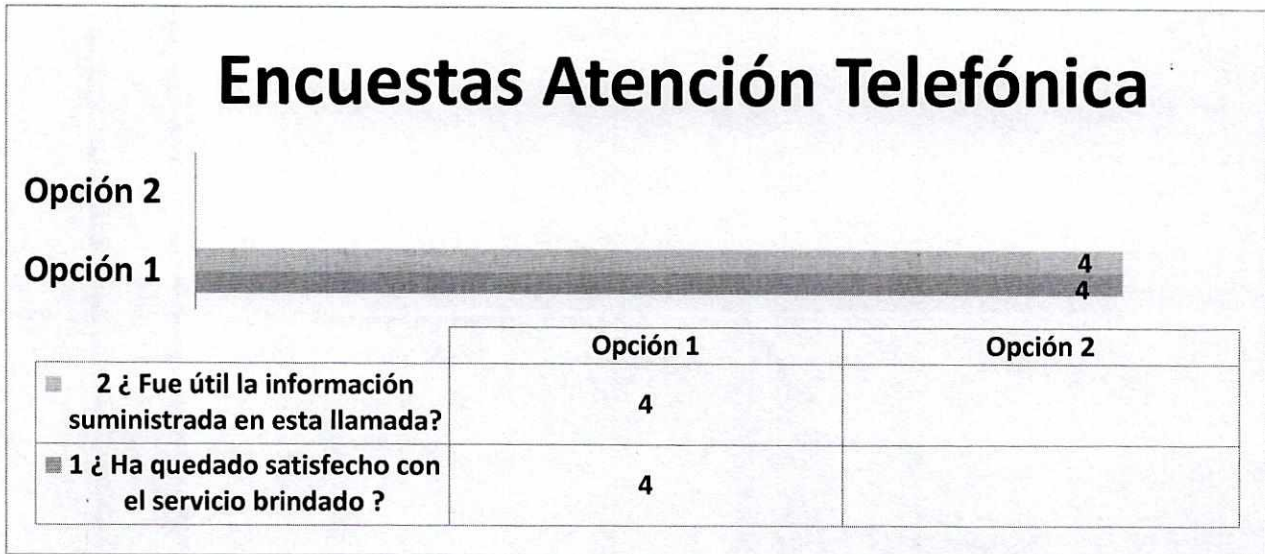 Encuestas Atención Telefónica
Opción 2
Opción 1
4
4
Opción 1
Opción 2
2 ¿ Fue útil la información
suministrada en esta llamada?
4
1 ¿ Ha quedado satisfecho con
el servicio brindado ?
4